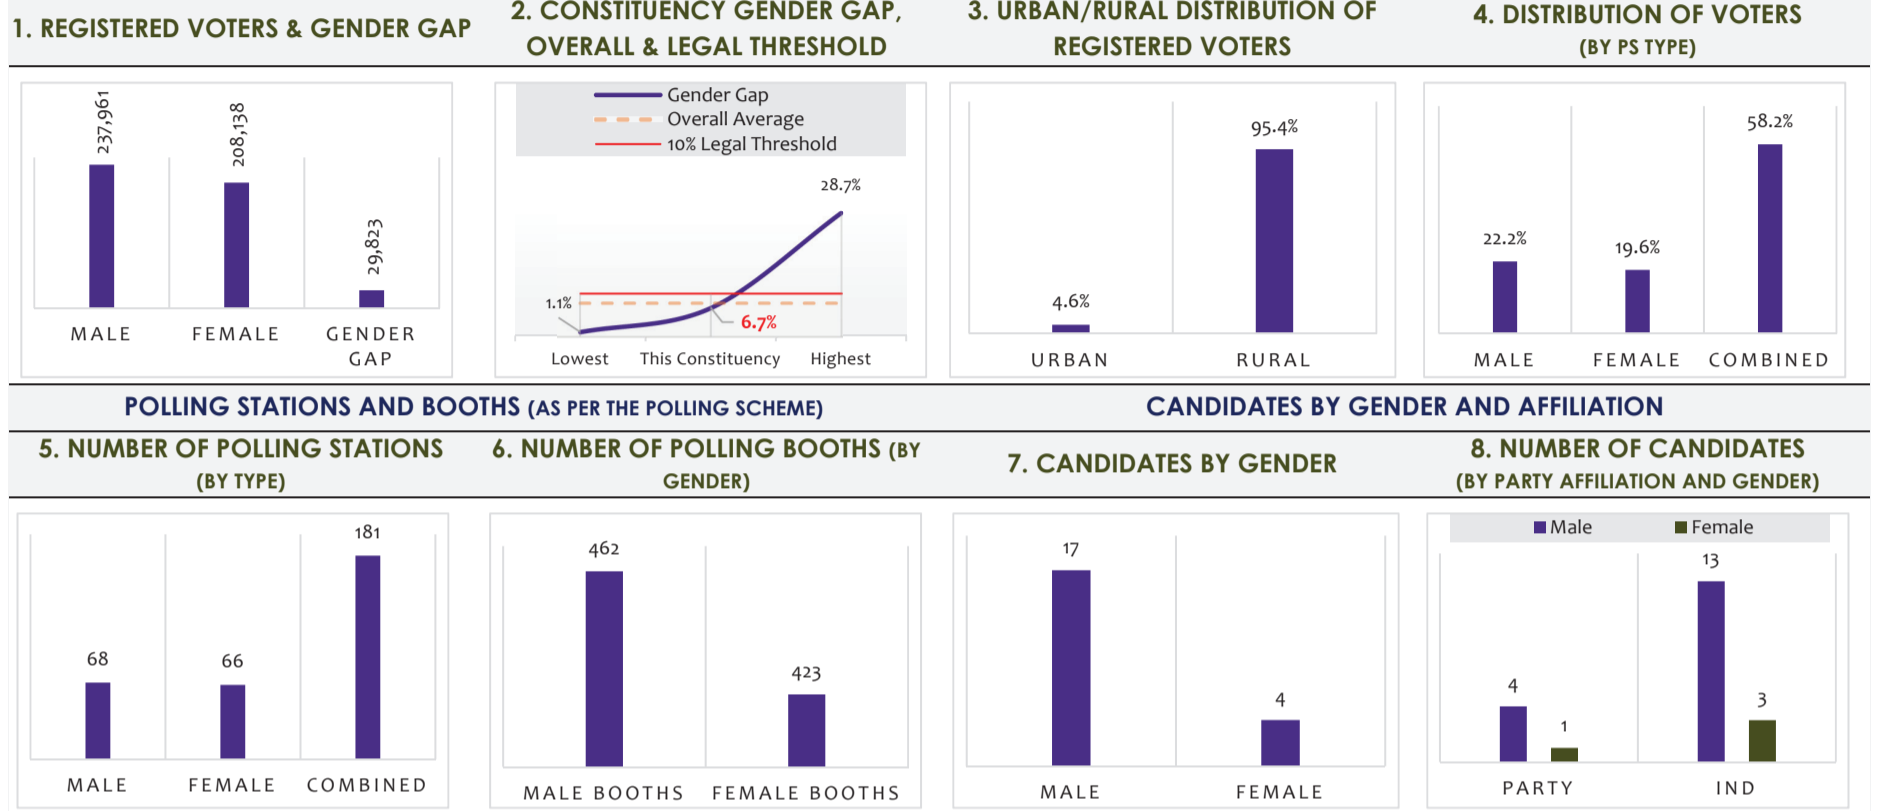 1. REGISTERED VOTERS & GENDER GAP
237,961
208,138
29,823
MALE
FEMALE
GENDER
GAP
2. CONSTITUENCY GENDER GAP,
OVERALL & LEGAL THRESHOLD
Gender Gap
Overall Average
10% Legal Threshold
28.7%
1.1%
6.7%
Lowest
This Constituency
Highest
3. URBAN/RURAL DISTRIBUTION OF
REGISTERED VOTERS
4.6%
95.4%
URBAN
RURAL
4. DISTRIBUTION OF VOTERS
(BY PS TYPE)
22.2%
19.6%
58.2%
MALE
FEMALE
COMBINED
POLLING STATIONS AND BOOTHS (AS PER THE POLLING SCHEME)
CANDIDATES BY GENDER AND AFFILIATION
5. NUMBER OF POLLING STATIONS
(BY TYPE)
68
66
181
MALE
FEMALE
COMBINED
6. NUMBER OF POLLING BOOTHS (BY
GENDER)
462
423
MALE BOOTHS
FEMALE BOOTHS
7. CANDIDATES BY GENDER
17
4
MALE
FEMALE
8. NUMBER OF CANDIDATES
(BY PARTY AFFILIATION AND GENDER)
Male
Female
4
1
13
3
PARTY
IND